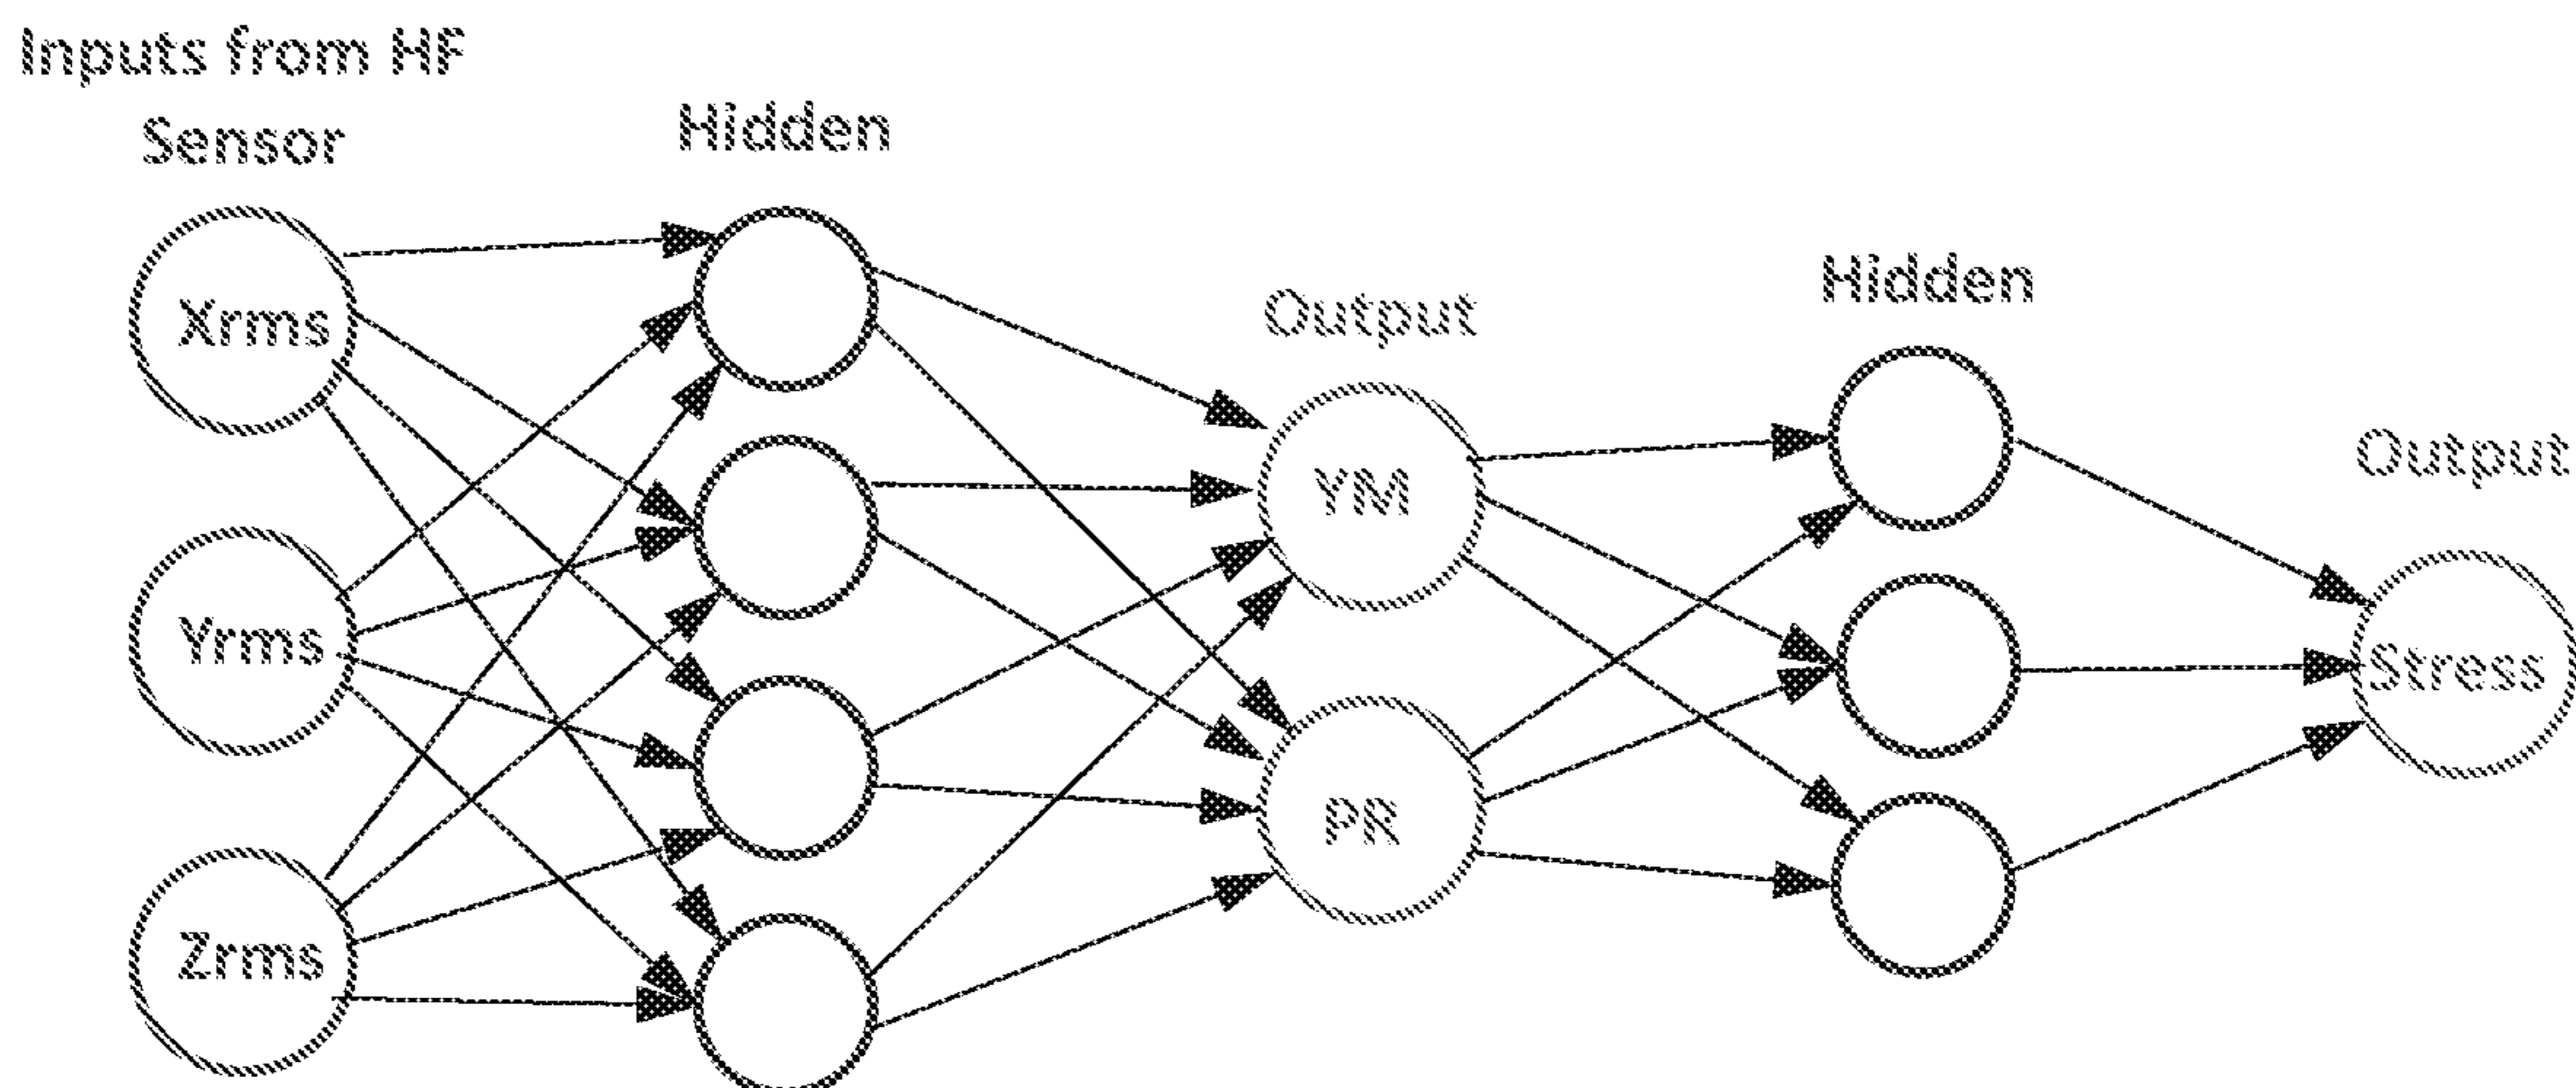 Inputs from HF
Sensor
Hidden
Output
Hidden
Output
Xrms
Yrms
Zrms
YM
PR
Stress